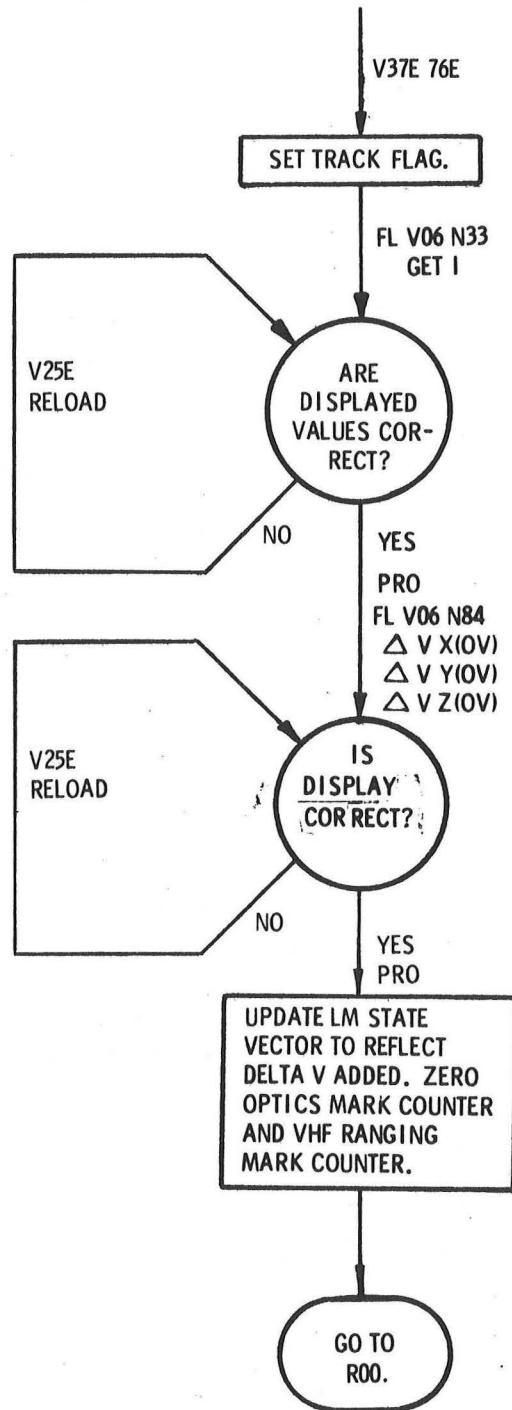 V37E 76E
SET TRACK FLAG.
FL V06 N33
GET I
V25E
RELOAD
ARE
DISPLAYED
VALUES COR-
RECT?
NO
YES
PRO
FL V06 N84
△ V X(OV)
△ V Y(OV)
△ V Z(OV)
V25E
RELOAD
IS
DISPLAY
CORRECT?
NO
YES
PRO
UPDATE LM STATE
VECTOR TO REFLECT
DELTA V ADDED. ZERO
OPTICS MARK COUNTER
AND VHF RANGING
MARK COUNTER.
GO TO
R00.